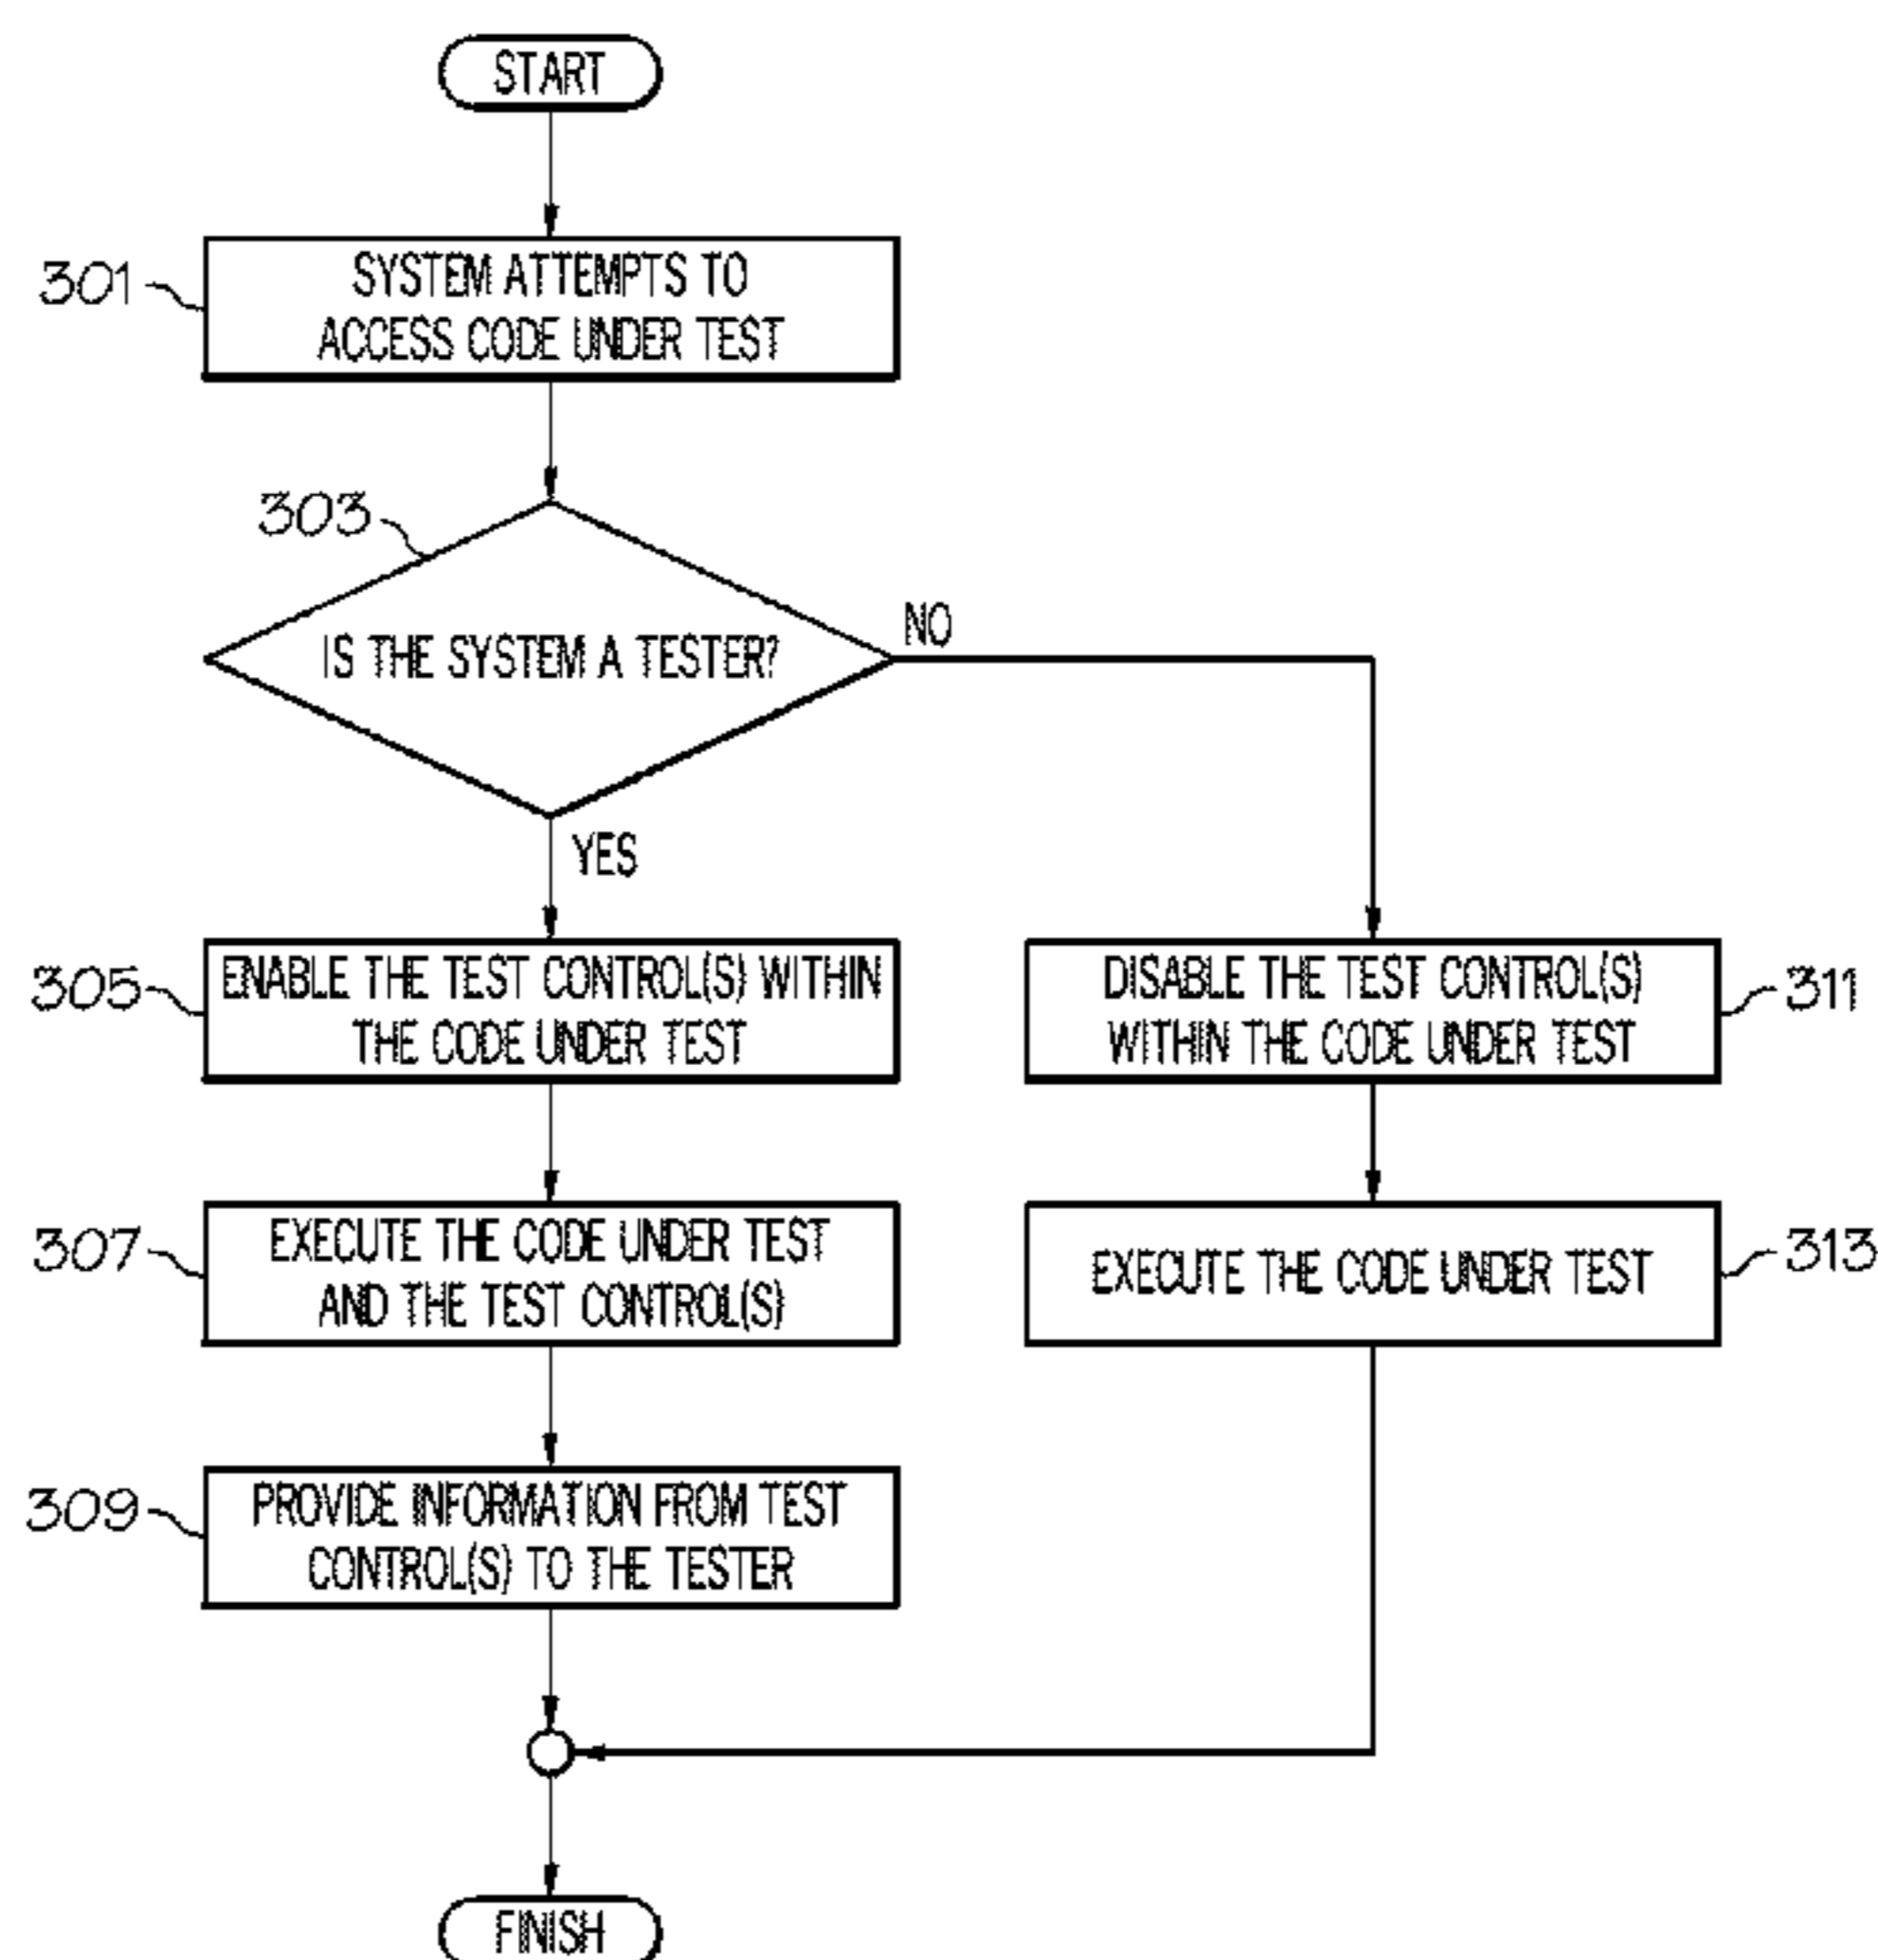 START
301
SYSTEM ATTEMPTS TO
ACCESS CODE UNDER TEST
303
IS THE SYSTEM A TESTER?
NO
YES
305
ENABLE THE TEST CONTROL(S) WITHIN
THE CODE UNDER TEST
DISABLE THE TEST CONTROL(S)
WITHIN THE CODE UNDER TEST
311
307
EXECUTE THE CODE UNDER TEST
AND THE TEST CONTROL(S)
EXECUTE THE CODE UNDER TEST
313
309
PROVIDE INFORMATION FROM TEST
CONTROL(S) TO THE TESTER
FINISH